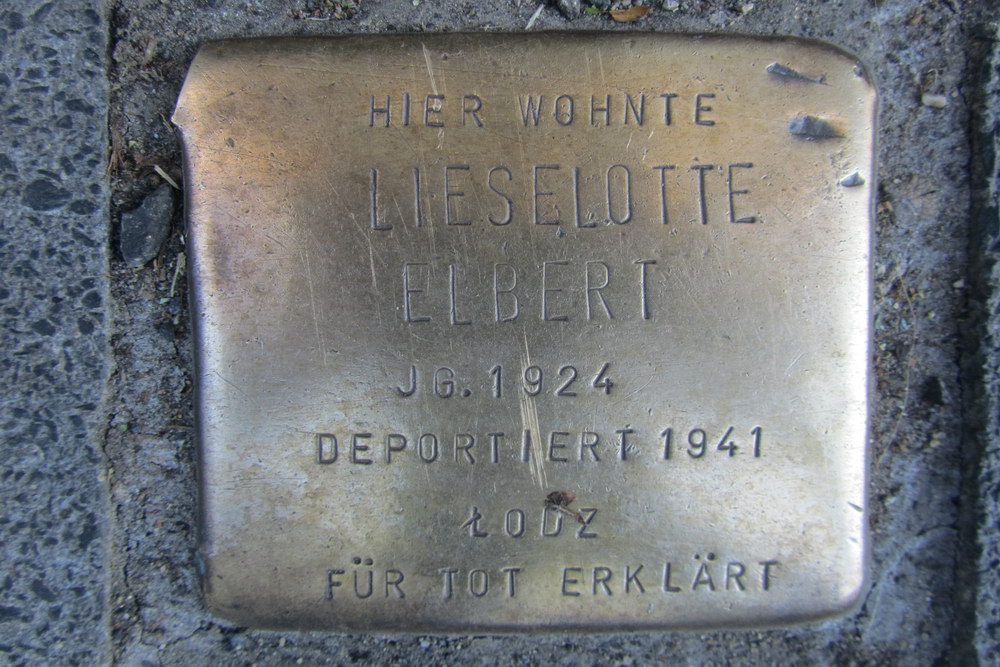 HIER WOHNTE
LIESELOTTE
ELBERT
JG. 1924
DEPORTIERT 1941
ŁODZ
FÜR TOT ERKLÄRT